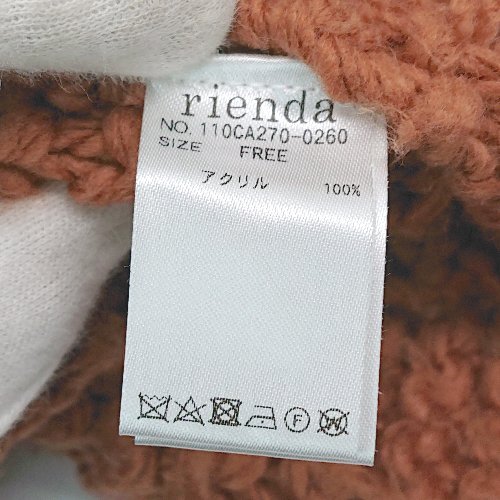 rienda
NO. 110CA270-0260
SIZE FREE
アクリル 100%
F W